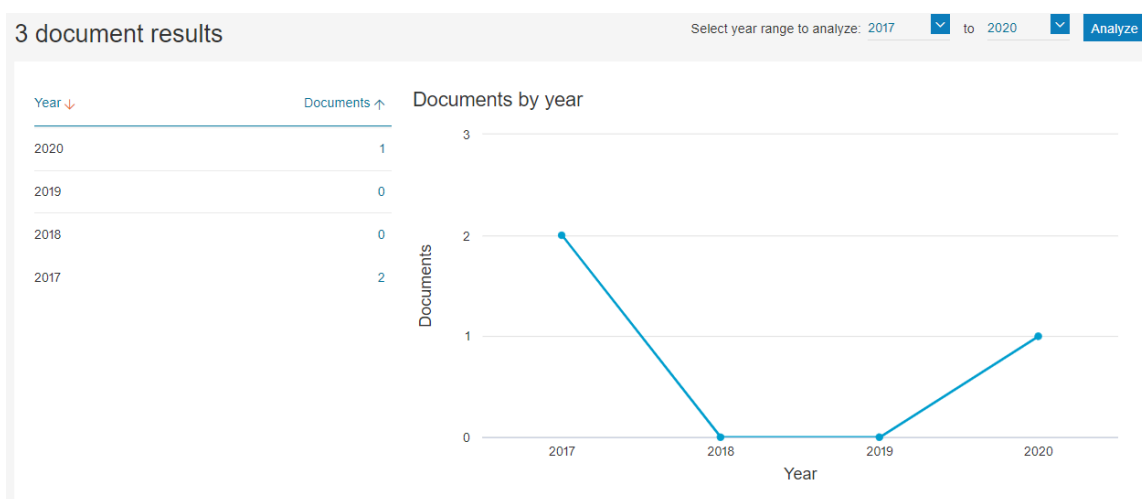 3 document results
Select year range to analyze: 2017 to 2020 Analyze
Year ↓ Documents ↑
2020 1
2019 0
2018 0
2017 2
Documents by year
3
2
1
0
Documents
2017 2018 2019 2020
Year